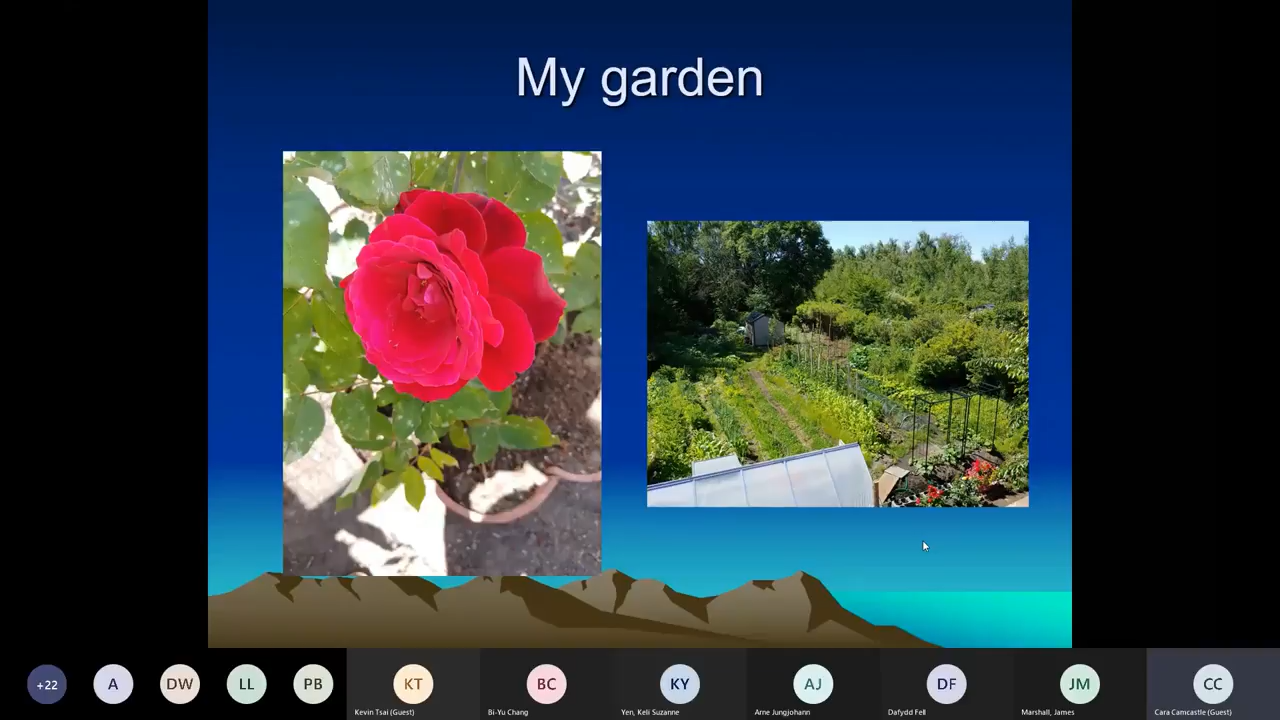 My garden
+22
A
DW
LL
PB
KT
BC
KY
AJ
DF
JM
CC
Kevin Tsai (Guest)
Bi-Yu Chang
Yen, Keli Suzanne
Arne Jungjohann
Dafydd Fell
Marshall, James
Cara Camcastle (Guest)